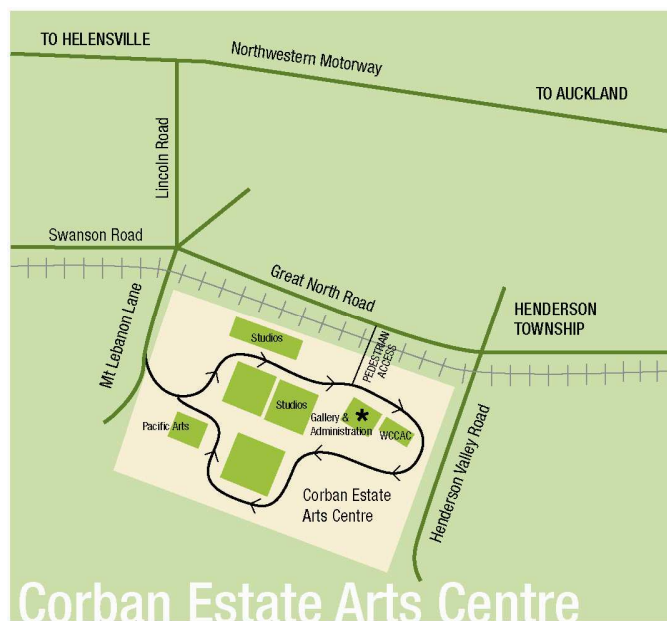 TO HELENSVILLE
Northwestern Motorway
TO AUCKLAND
Lincoln Road
Swanson Road
Great North Road
Mt Lebanon Lane
HENDERSON
TOWNSHIP
Studios
PEDESTRIAN
ACCESS
Studios
Gallery &
Administration
*
WCCAC
Pacific Arts
Henderson Valley Road
Corban Estate
Arts Centre
Corban Estate Arts Centre